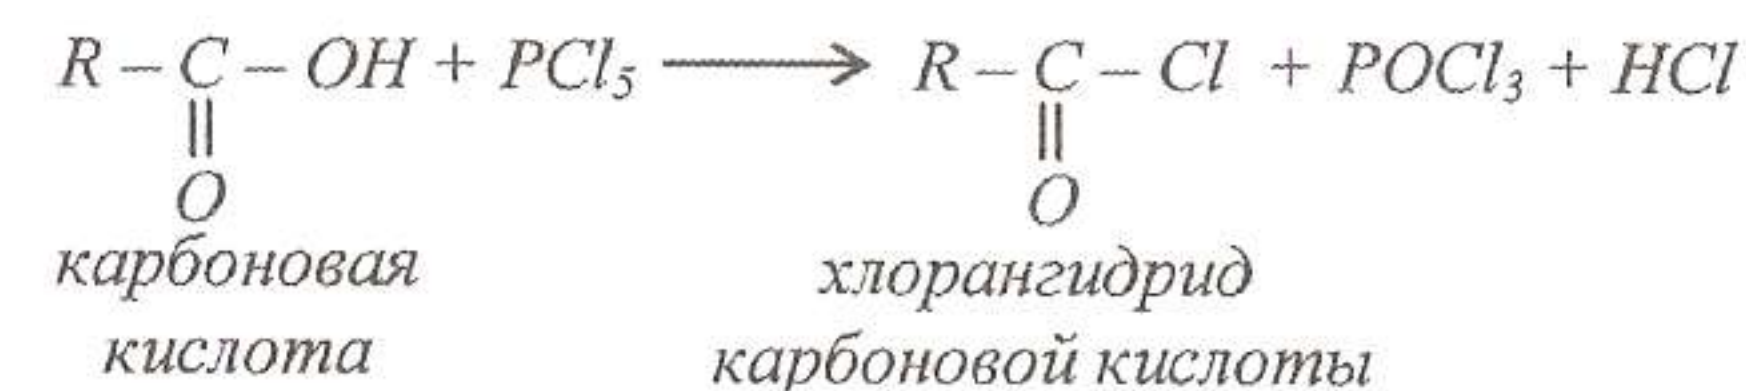 R – C – OH + PCl₅ ⟶ R – C – Cl + POCl₃ + HCl
|| ||
O O
карбоновая хлорангидрид
кислота карбоновой кислоты